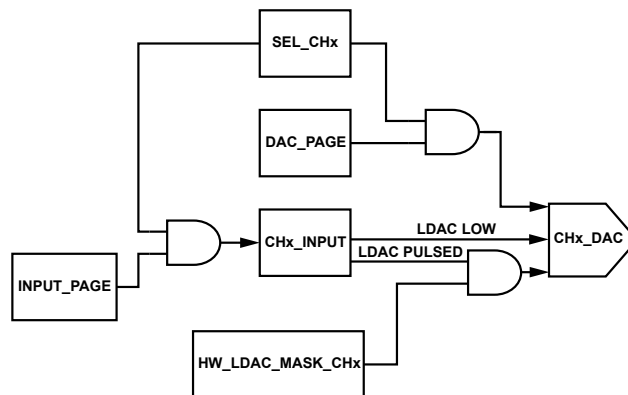 SEL_CHx
DAC_PAGE
CHx_INPUT
LDAC LOW
LDAC PULSED
CHx_DAC
INPUT_PAGE
HW_LDAC_MASK_CHx